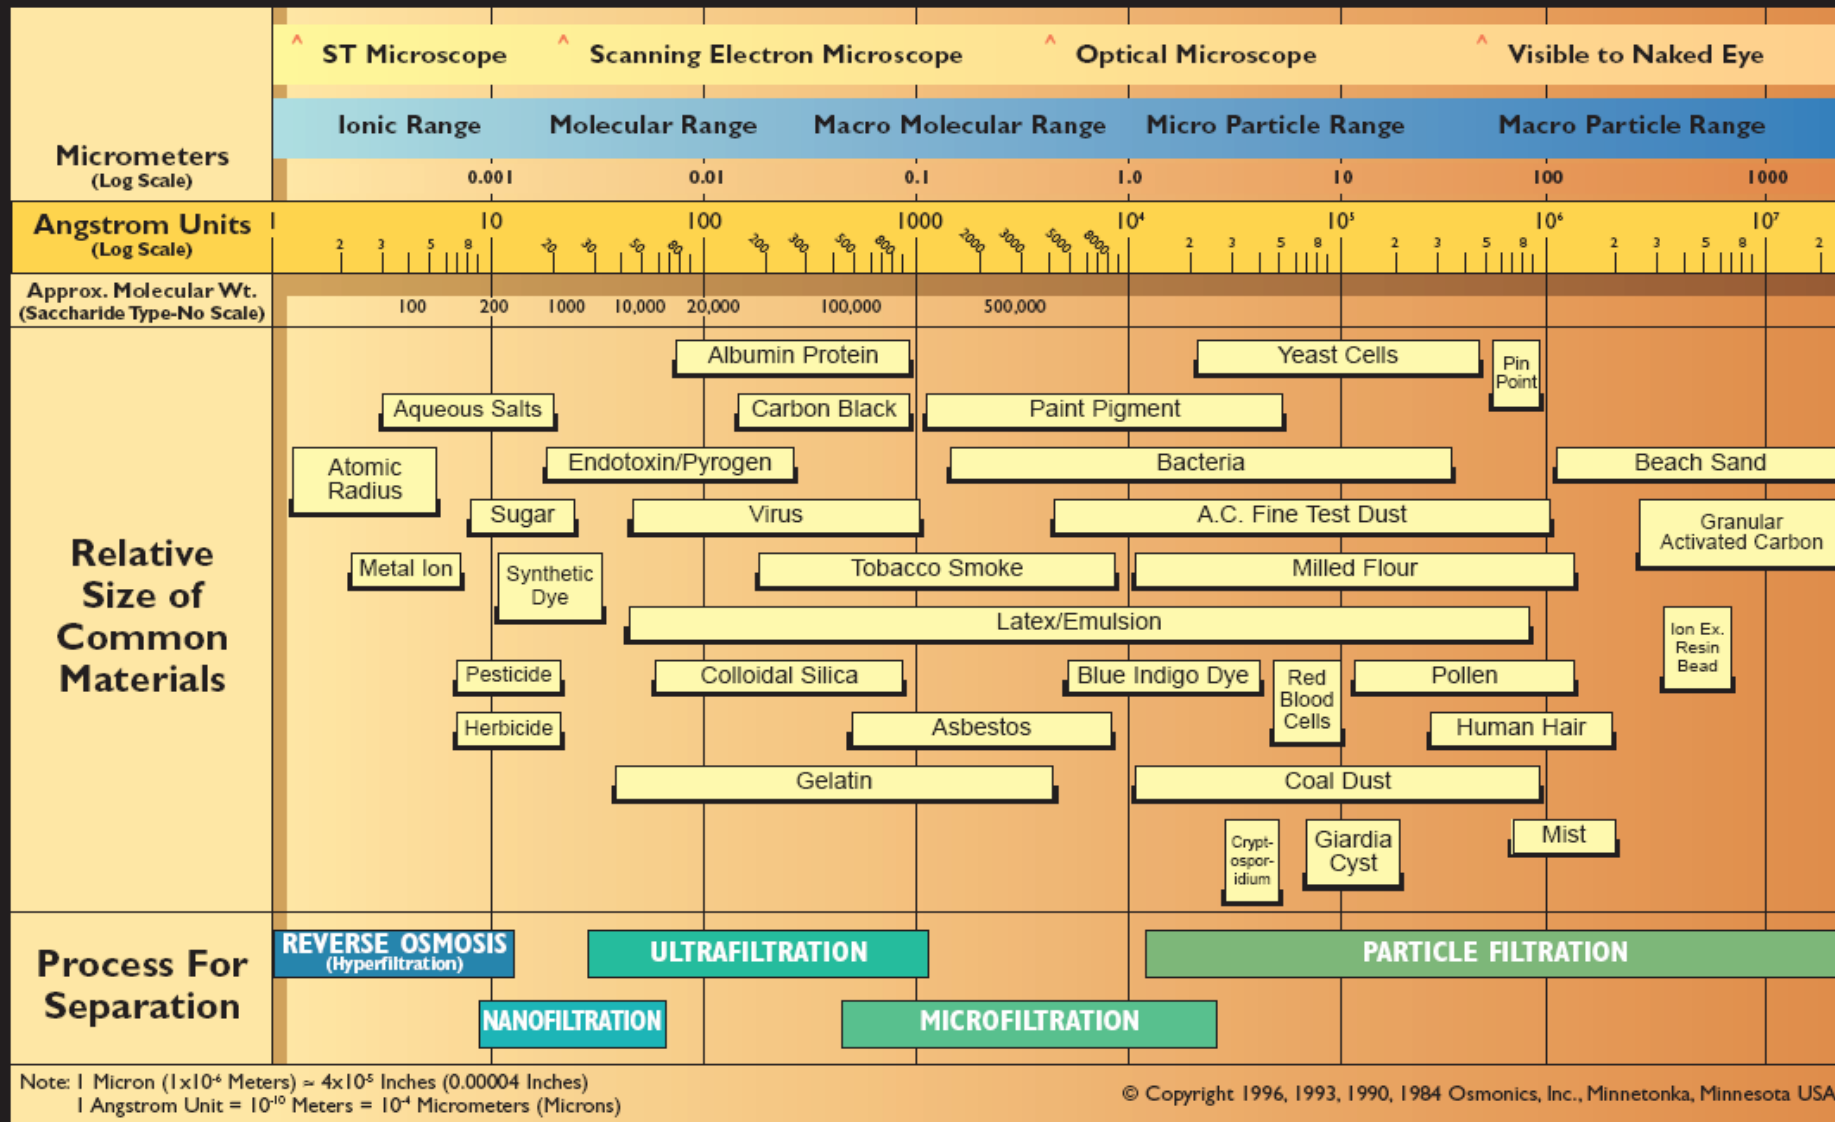 ^ ST Microscope ^ Scanning Electron Microscope ^ Optical Microscope ^ Visible to Naked Eye
Ionic Range Molecular Range Macro Molecular Range Micro Particle Range Macro Particle Range
Micrometers
(Log Scale)
0.001 0.01 0.1 1.0 10 100 1000
Angstrom Units
(Log Scale)
1 10 100 1000 10⁴ 10⁵ 10⁶ 10⁷
2 3 5 8 20 30 50 80 200 300 500 800 2000 3000 5000 8000 2 3 5 8 2 3 5 8 2 3 5 8 2
Approx. Molecular Wt.
(Saccharide Type-No Scale)
100 200 1000 10,000 20,000 100,000 500,000
Relative
Size of
Common
Materials
Albumin Protein
Yeast Cells
Pin
Point
Aqueous Salts
Carbon Black
Paint Pigment
Atomic
Radius
Endotoxin/Pyrogen
Bacteria
Beach Sand
Sugar
Virus
A.C. Fine Test Dust
Granular
Activated Carbon
Metal Ion
Synthetic
Dye
Tobacco Smoke
Milled Flour
Latex/Emulsion
Ion Ex.
Resin
Bead
Pesticide
Colloidal Silica
Blue Indigo Dye
Red
Blood
Cells
Pollen
Herbicide
Asbestos
Human Hair
Gelatin
Coal Dust
Crypt-
ospor-
idium
Giardia
Cyst
Mist
Process For
Separation
REVERSE OSMOSIS
(Hyperfiltration)
ULTRAFILTRATION
PARTICLE FILTRATION
NANOFILTRATION
MICROFILTRATION
Note: 1 Micron (1x10⁻⁶ Meters) ≈ 4x10⁻⁵ Inches (0.00004 Inches)
1 Angstrom Unit = 10⁻¹⁰ Meters = 10⁻⁴ Micrometers (Microns)
© Copyright 1996, 1993, 1990, 1984 Osmonics, Inc., Minnetonka, Minnesota USA